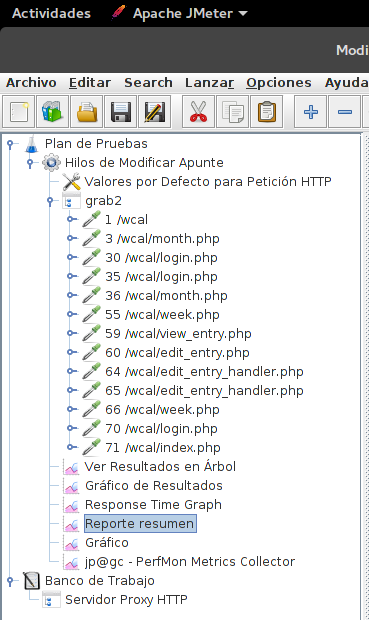 Actividades Apache JMeter
Modi
Archivo Editar Search Lanzar Opciones Ayuda
Plan de Pruebas
Hilos de Modificar Apunte
Valores por Defecto para Petición HTTP
grab2
1 /wcal
3 /wcal/month.php
30 /wcal/login.php
35 /wcal/login.php
36 /wcal/month.php
55 /wcal/week.php
59 /wcal/view_entry.php
60 /wcal/edit_entry.php
64 /wcal/edit_entry_handler.php
65 /wcal/edit_entry_handler.php
66 /wcal/week.php
70 /wcal/login.php
71 /wcal/index.php
Ver Resultados en Árbol
Gráfico de Resultados
Response Time Graph
Reporte resumen
Gráfico
jp@gc - PerfMon Metrics Collector
Banco de Trabajo
Servidor Proxy HTTP